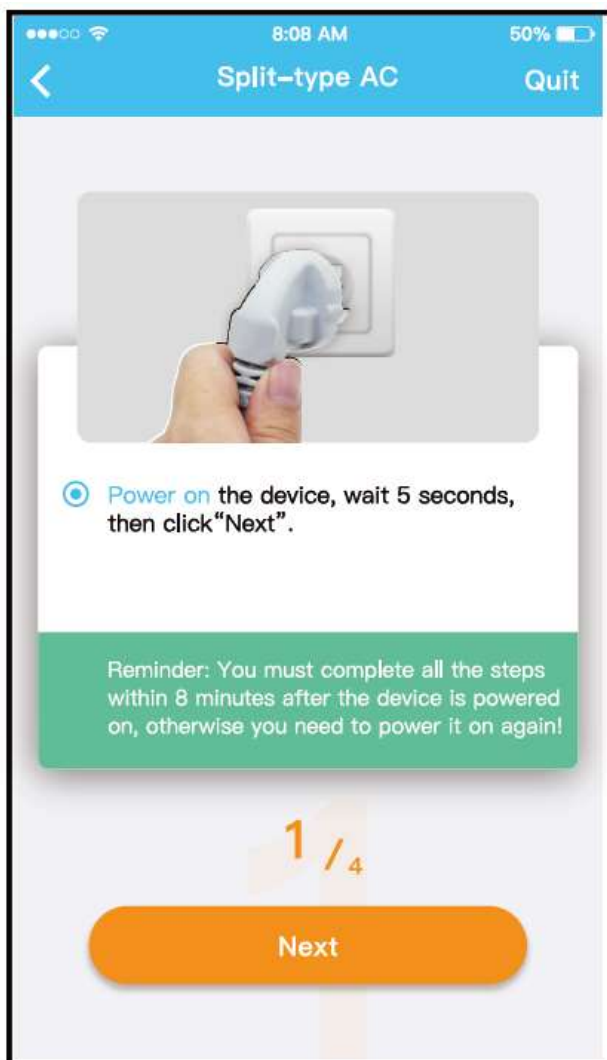 8:08 AM
50%
Split-type AC
Quit
Power on the device, wait 5 seconds,
then click“Next”.
Reminder: You must complete all the steps
within 8 minutes after the device is powered
on, otherwise you need to power it on again!
1 / 4
Next